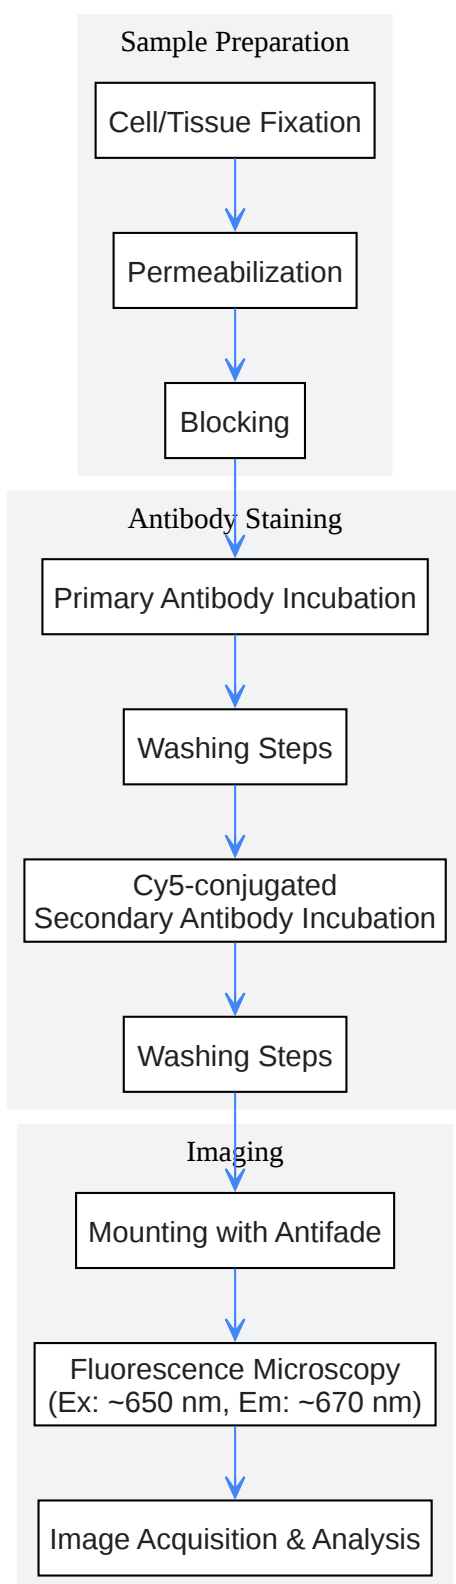 Sample Preparation
Cell/Tissue Fixation
Permeabilization
Blocking
Antibody Staining
Primary Antibody Incubation
Washing Steps
Cy5-conjugated
Secondary Antibody Incubation
Washing Steps
Imaging
Mounting with Antifade
Fluorescence Microscopy
(Ex: ~650 nm, Em: ~670 nm)
Image Acquisition & Analysis